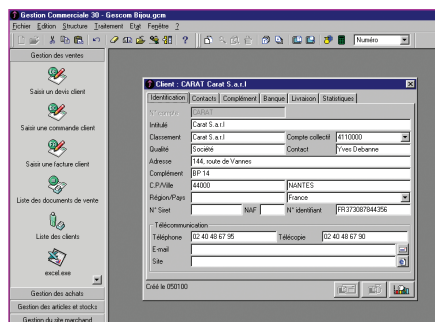 Gestion Commerciale 30 - Gescom Bijou.gcm
Fichier Edition Structure Traitement Etat Fenêtre ?
Numéro
Gestion des ventes
Saisir un devis client
Saisir une commande client
Saisir une facture client
Liste des documents de vente
Liste des clients
excel.exe
Gestion des achats
Gestion des articles et stocks
Gestion du site marchand
Client : CARAT Carat S.a.r.l
Identification Contacts Complément Banque Livraison Statistiques
N° compte CARAT
Intitulé Carat S.a.r.l
Classement Carat S.a.r.l Compte collectif 4110000
Qualité Société Contact Yves Debanne
Adresse 144, route de Vannes
Complément BP 14
C.P/Ville 44000 NANTES
Région/Pays France
N° Siret NAF N° identifiant FR373087844356
Télécommunication
Téléphone 02 40 48 67 95 Télécopie 02 40 48 67 90
E-mail
Site
Créé le 050100